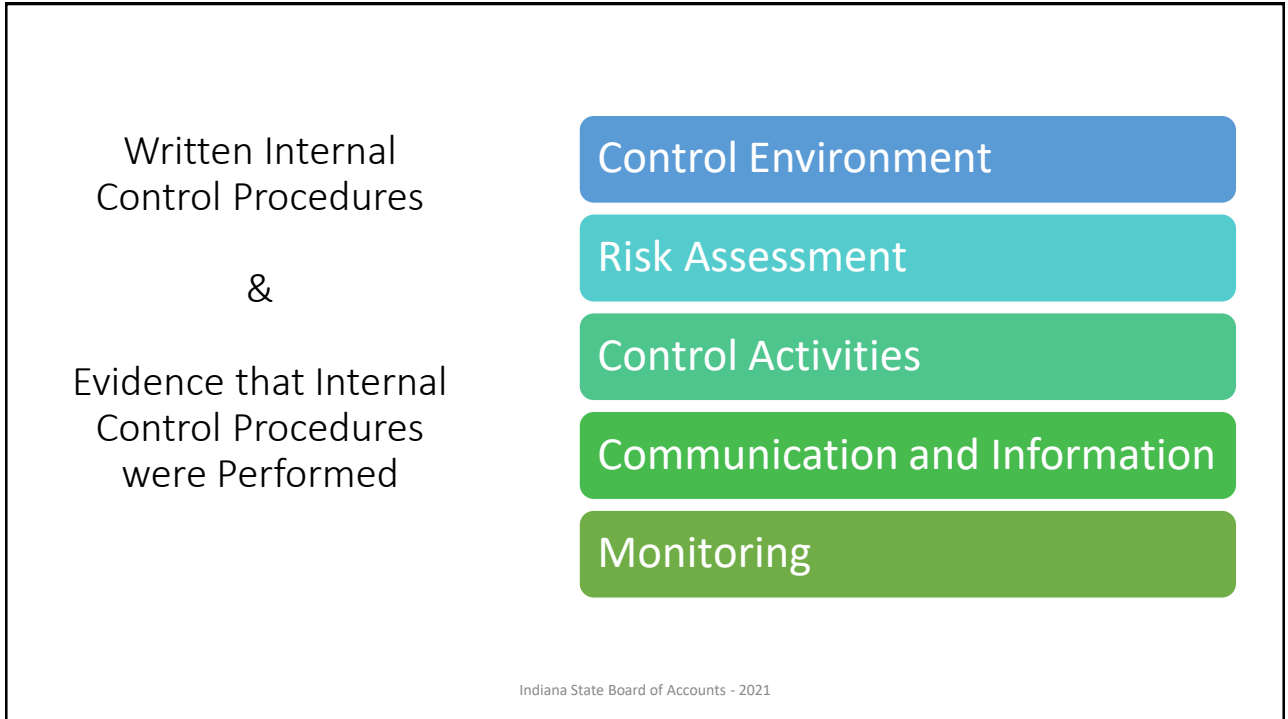 Written Internal
Control Procedures
&
Evidence that Internal
Control Procedures
were Performed
Control Environment
Risk Assessment
Control Activities
Communication and Information
Monitoring
Indiana State Board of Accounts - 2021